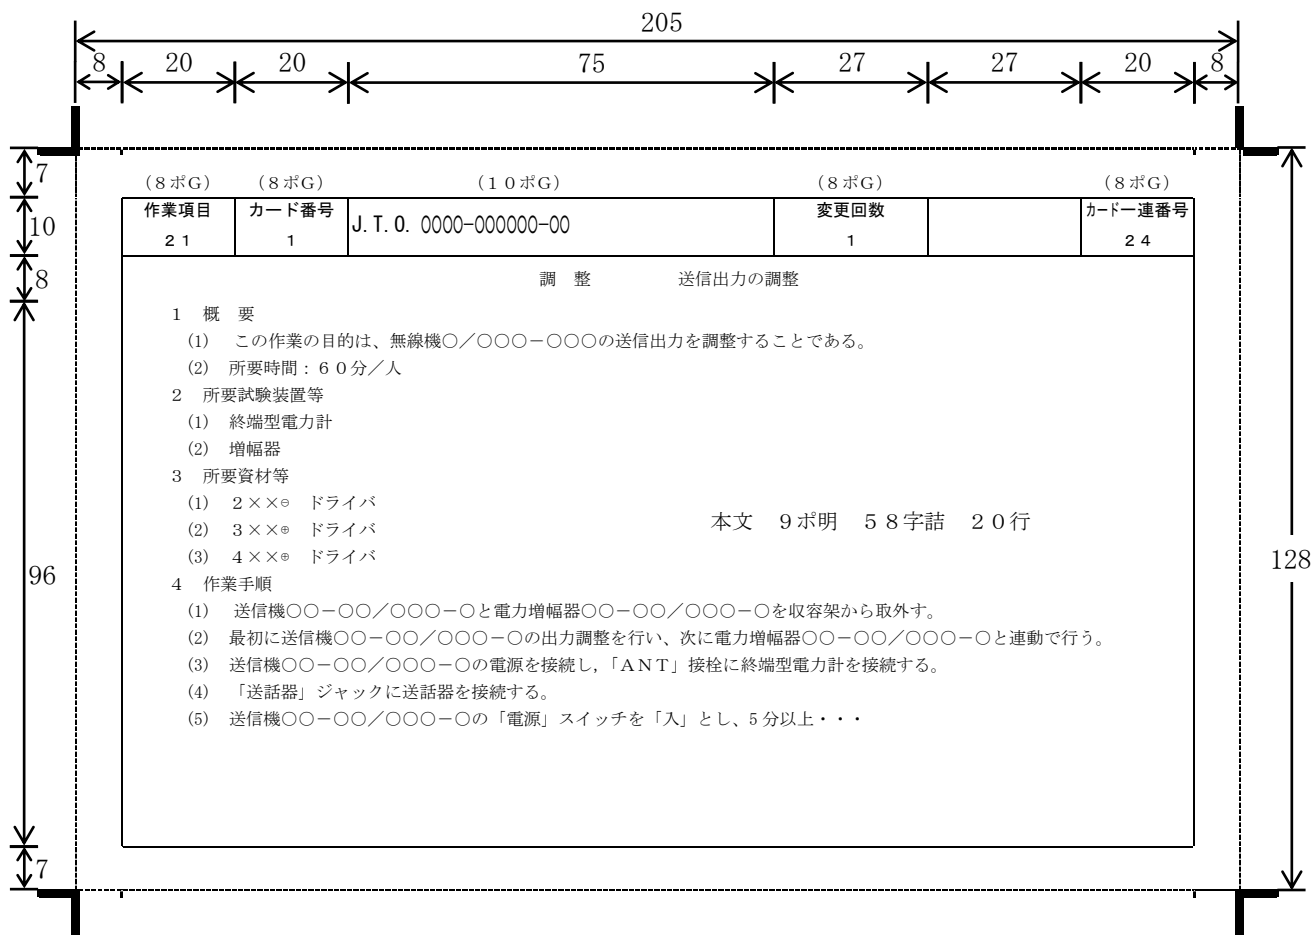 205
8 20 20 75 27 27 20 8
7
(８ポG) (８ポG) (１０ポG) (８ポG) (８ポG)
10
作業項目 カード番号 J.T.O. 0000-000000-00 変更回数 カード一連番号
２１ １ １ ２４
8
調　整　　　　　送信出力の調整
１　概　要
(1)　この作業の目的は、無線機○／○○○－○○○の送信出力を調整することである。
(2)　所要時間：６０分／人
２　所要試験装置等
(1)　終端型電力計
(2)　増幅器
３　所要資材等
(1)　２××⊖　ドライバ
(2)　３××⊕　ドライバ
本文　９ポ明　５８字詰　２０行
(3)　４××⊕　ドライバ
96
128
４　作業手順
(1)　送信機○○－○○／○○○－○と電力増幅器○○－○○／○○○－○を収容架から取外す。
(2)　最初に送信機○○－○○／○○○－○の出力調整を行い、次に電力増幅器○○－○○／○○○－○と連動で行う。
(3)　送信機○○－○○／○○○－○の電源を接続し,「ＡＮＴ」接栓に終端型電力計を接続する。
(4)　「送話器」ジャックに送話器を接続する。
(5)　送信機○○－○○／○○○－○の「電源」スイッチを「入」とし、5分以上・・・
7